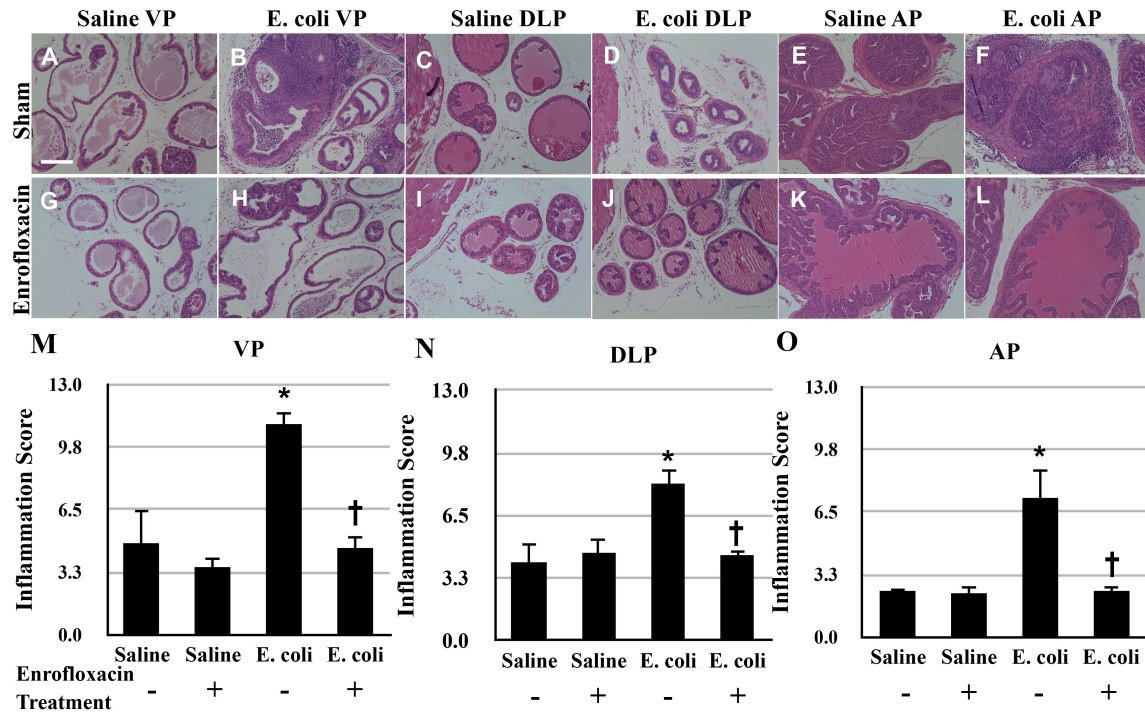 Saline VP E. coli VP Saline DLP E. coli DLP Saline AP E. coli AP
Sham
A B C D E F
Enrofloxacin
G H I J K L
M VP
Inflammation Score
13.0
9.8
6.5
3.3
0.0
*
†
Saline Saline E. coli E. coli
N DLP
Inflammation Score
13.0
9.8
6.5
3.3
0.0
*
†
Saline Saline E. coli E. coli
O AP
Inflammation Score
13.0
9.8
6.5
3.3
0.0
*
†
Saline Saline E. coli E. coli
Enrofloxacin
Treatment
- + - + - + - + - + - +